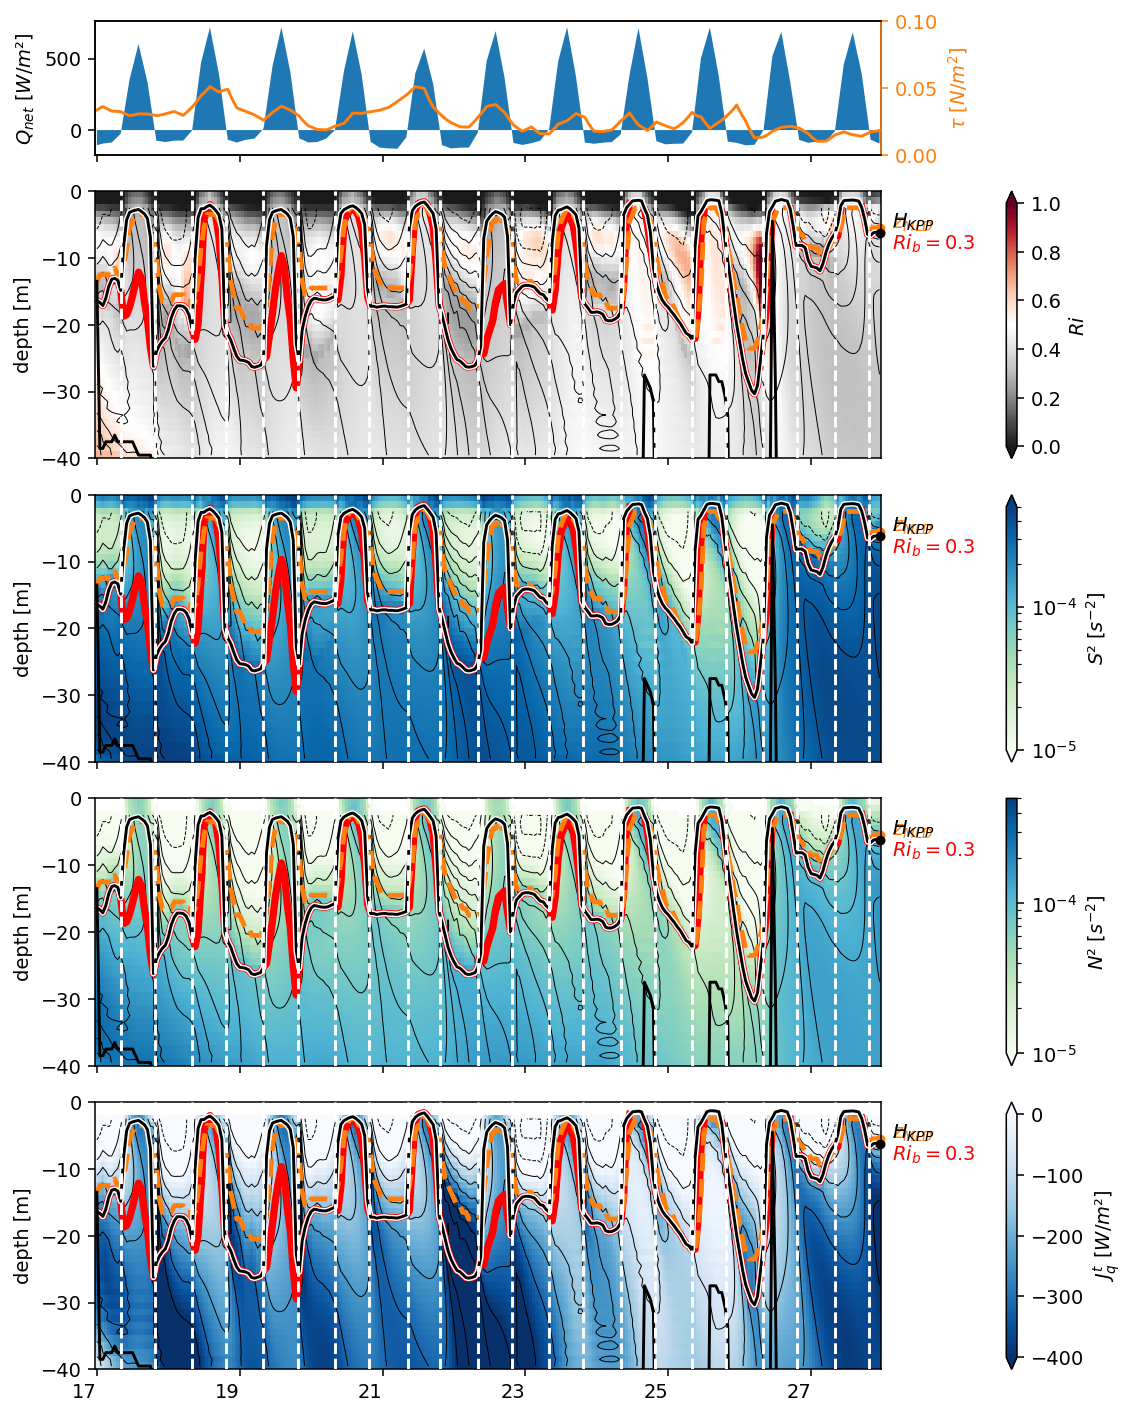 Q_net [W/m²]
500
0
0.10
0.05
0.00
τ [N/m²]
0
−10
−20
−30
−40
depth [m]
H_KPP
Ri_b = 0.3
1.0
0.8
0.6
0.4
0.2
0.0
Ri
0
−10
−20
−30
−40
depth [m]
H_KPP
Ri_b = 0.3
10⁻⁴
10⁻⁵
S² [s⁻²]
0
−10
−20
−30
−40
depth [m]
H_KPP
Ri_b = 0.3
10⁻⁴
10⁻⁵
N² [s⁻²]
0
−10
−20
−30
−40
depth [m]
H_KPP
Ri_b = 0.3
0
−100
−200
−300
−400
J_q^t [W/m²]
17
19
21
23
25
27